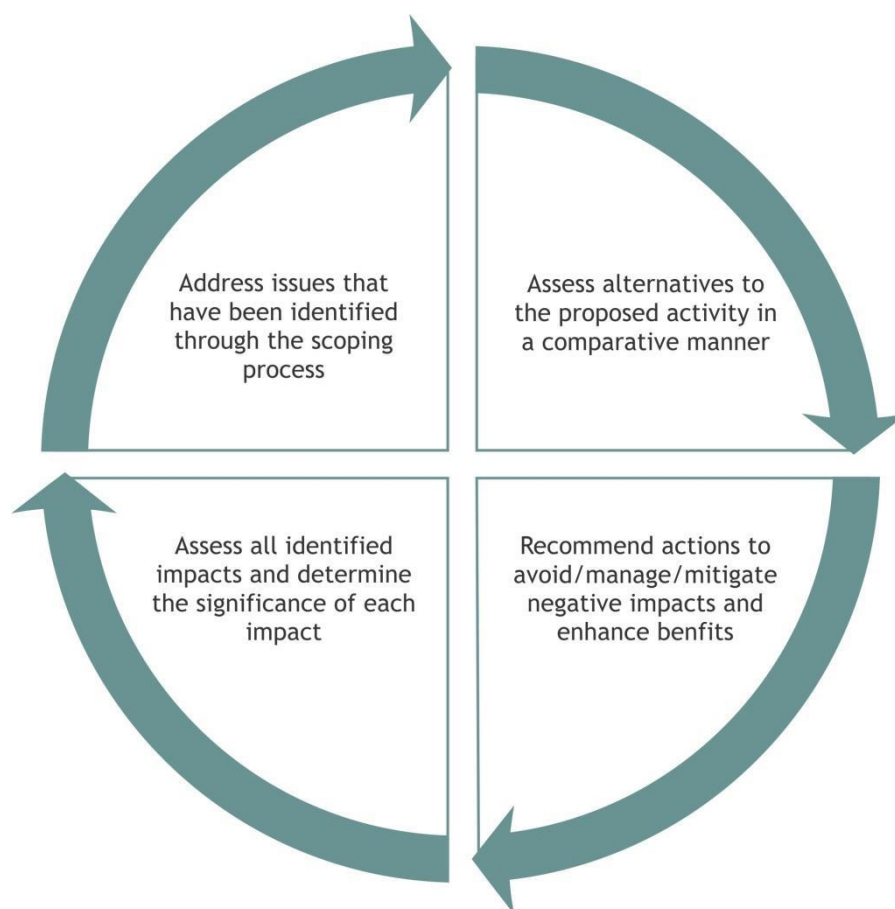 Address issues that
have been identified
through the scoping
process
Assess alternatives to
the proposed activity in
a comparative manner
Assess all identified
impacts and determine
the significance of each
impact
Recommend actions to
avoid/manage/mitigate
negative impacts and
enhance benfits